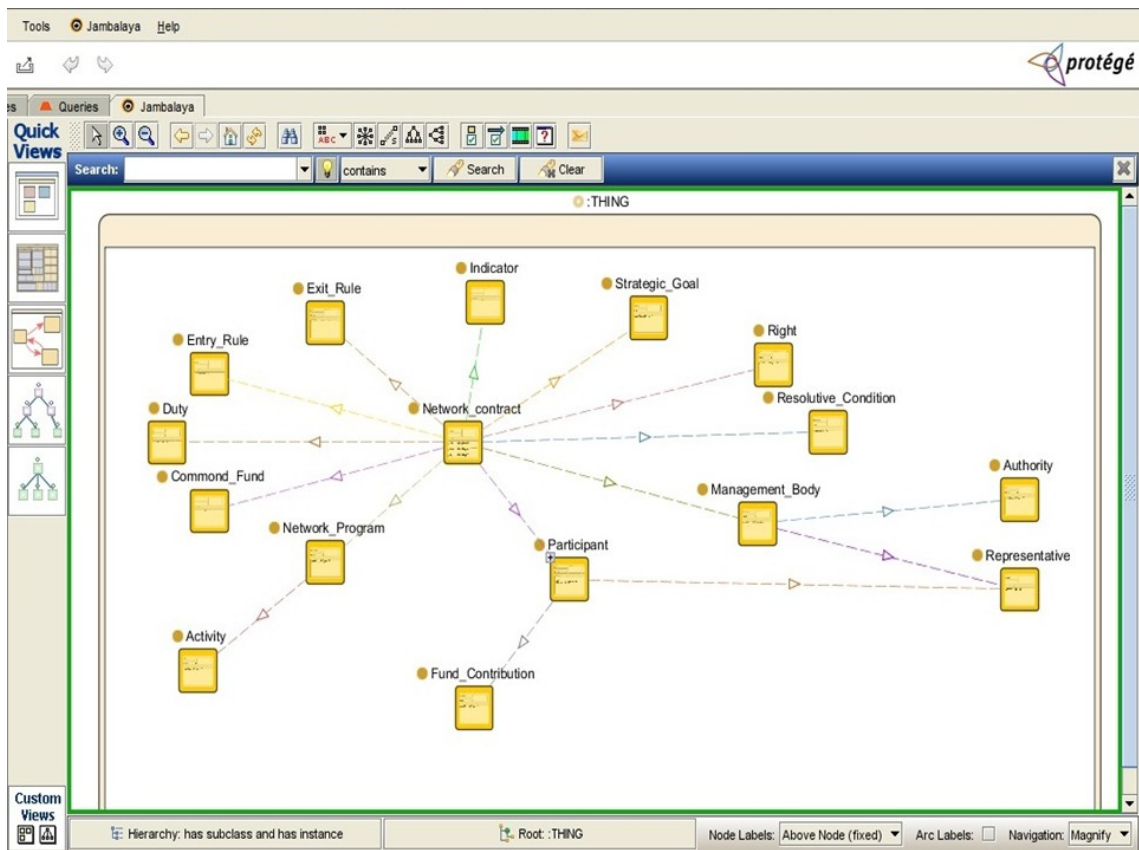 Tools Jambalaya Help
protégé
es Queries Jambalaya
Quick
Views
ABC S ?
Search: contains Search Clear
:THING
Indicator
Exit_Rule
Strategic_Goal
Entry_Rule
Right
Duty
Network_contract
Resolutive_Condition
Commond_Fund
Authority
Management_Body
Network_Program
Participant
Representative
Activity
Fund_Contribution
Custom
Views
Hierarchy: has subclass and has instance Root: :THING Node Labels: Above Node (fixed) Arc Labels: Navigation: Magnify